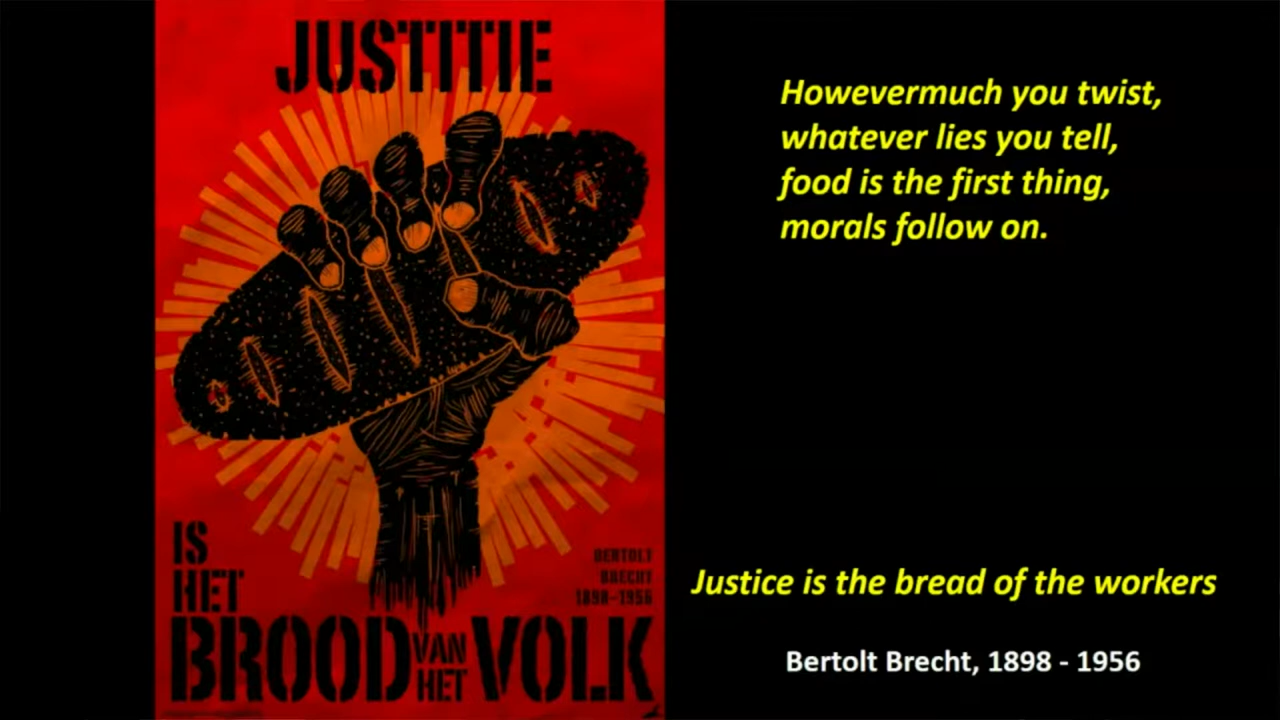 JUSTITIE
IS
HET
BROOD VAN HET VOLK
BERTOLT
BRECHT
1898-1956
Howevermuch you twist,
whatever lies you tell,
food is the first thing,
morals follow on.
Justice is the bread of the workers
Bertolt Brecht, 1898 - 1956